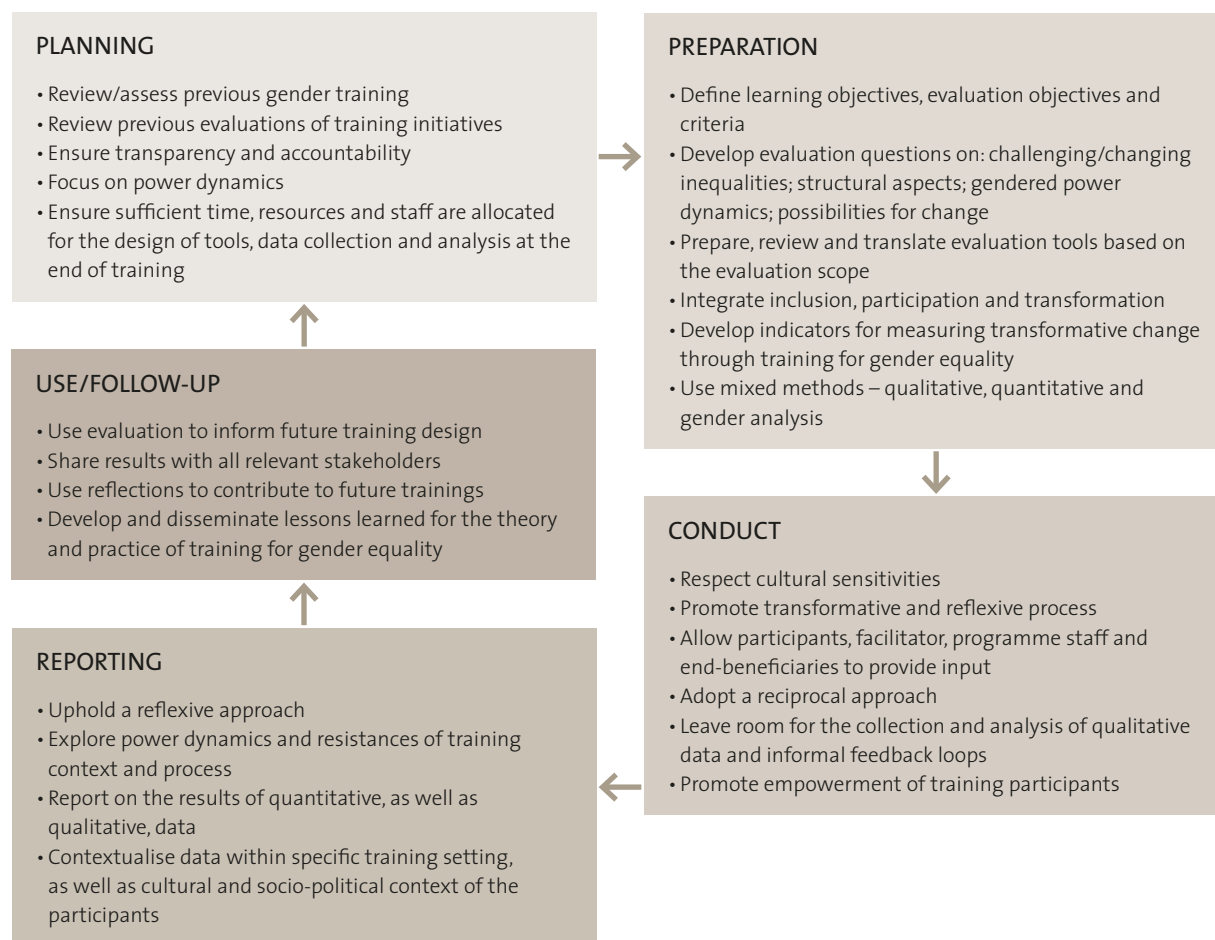 PLANNING
• Review/assess previous gender training
• Review previous evaluations of training initiatives
• Ensure transparency and accountability
• Focus on power dynamics
• Ensure sufficient time, resources and staff are allocated
for the design of tools, data collection and analysis at the
end of training
PREPARATION
• Define learning objectives, evaluation objectives and
criteria
• Develop evaluation questions on: challenging/changing
inequalities; structural aspects; gendered power
dynamics; possibilities for change
• Prepare, review and translate evaluation tools based on
the evaluation scope
• Integrate inclusion, participation and transformation
• Develop indicators for measuring transformative change
through training for gender equality
• Use mixed methods – qualitative, quantitative and
gender analysis
CONDUCT
• Respect cultural sensitivities
• Promote transformative and reflexive process
• Allow participants, facilitator, programme staff and
end-beneficiaries to provide input
• Adopt a reciprocal approach
• Leave room for the collection and analysis of qualitative
data and informal feedback loops
• Promote empowerment of training participants
REPORTING
• Uphold a reflexive approach
• Explore power dynamics and resistances of training
context and process
• Report on the results of quantitative, as well as
qualitative, data
• Contextualise data within specific training setting,
as well as cultural and socio-political context of the
participants
USE/FOLLOW-UP
• Use evaluation to inform future training design
• Share results with all relevant stakeholders
• Use reflections to contribute to future trainings
• Develop and disseminate lessons learned for the theory
and practice of training for gender equality